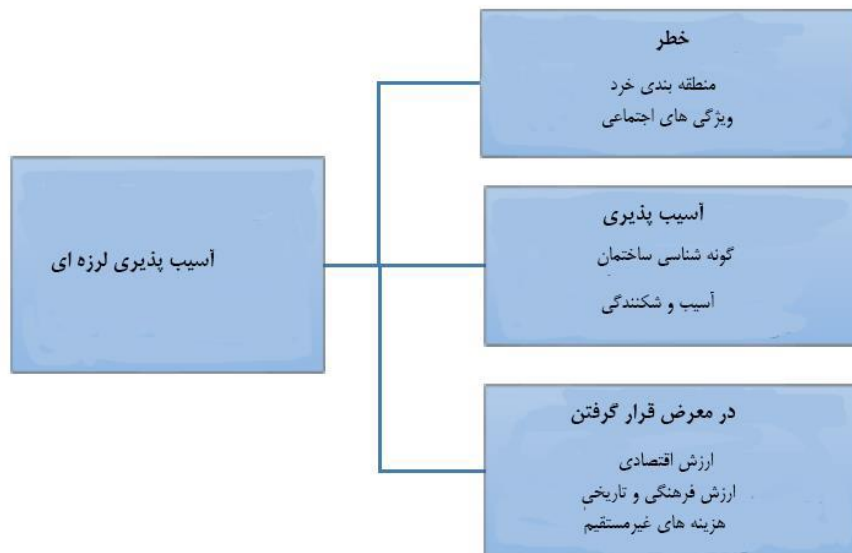 خطر
منطقه بندی خرد
ویژگی های اجتماعی
آسیب پذیری لرزه ای
آسیب پذیری
گونه شناسی ساختمان
آسیب و شکنندگی
در معرض قرار گرفتن
ارزش اقتصادی
ارزش فرهنگی و تاریخی
هزینه های غیرمستقیم